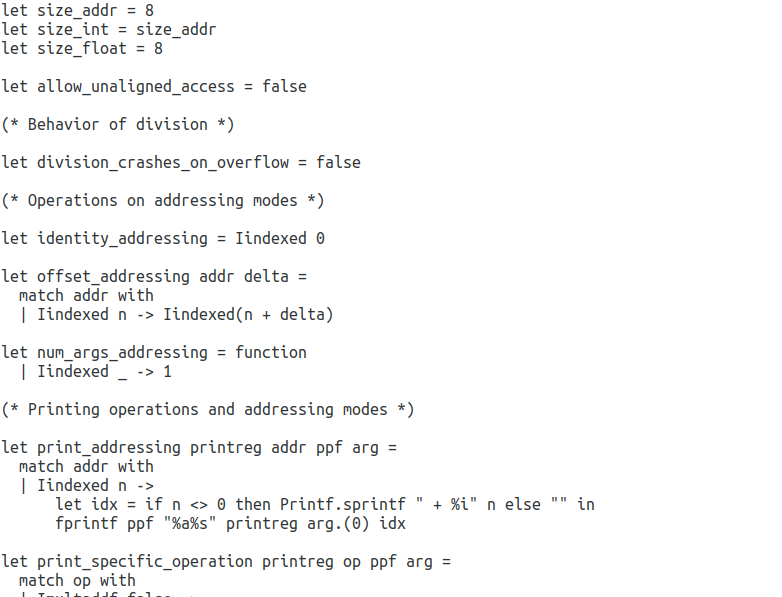 let size_addr = 8
let size_int = size_addr
let size_float = 8
let allow_unaligned_access = false
(* Behavior of division *)
let division_crashes_on_overflow = false
(* Operations on addressing modes *)
let identity_addressing = Iindexed 0
let offset_addressing addr delta =
  match addr with
  | Iindexed n -> Iindexed(n + delta)
let num_args_addressing = function
  | Iindexed _ -> 1
(* Printing operations and addressing modes *)
let print_addressing printreg addr ppf arg =
  match addr with
  | Iindexed n ->
      let idx = if n <> 0 then Printf.sprintf " + %i" n else "" in
      fprintf ppf "%a%s" printreg arg.(0) idx
let print_specific_operation printreg op ppf arg =
  match op with